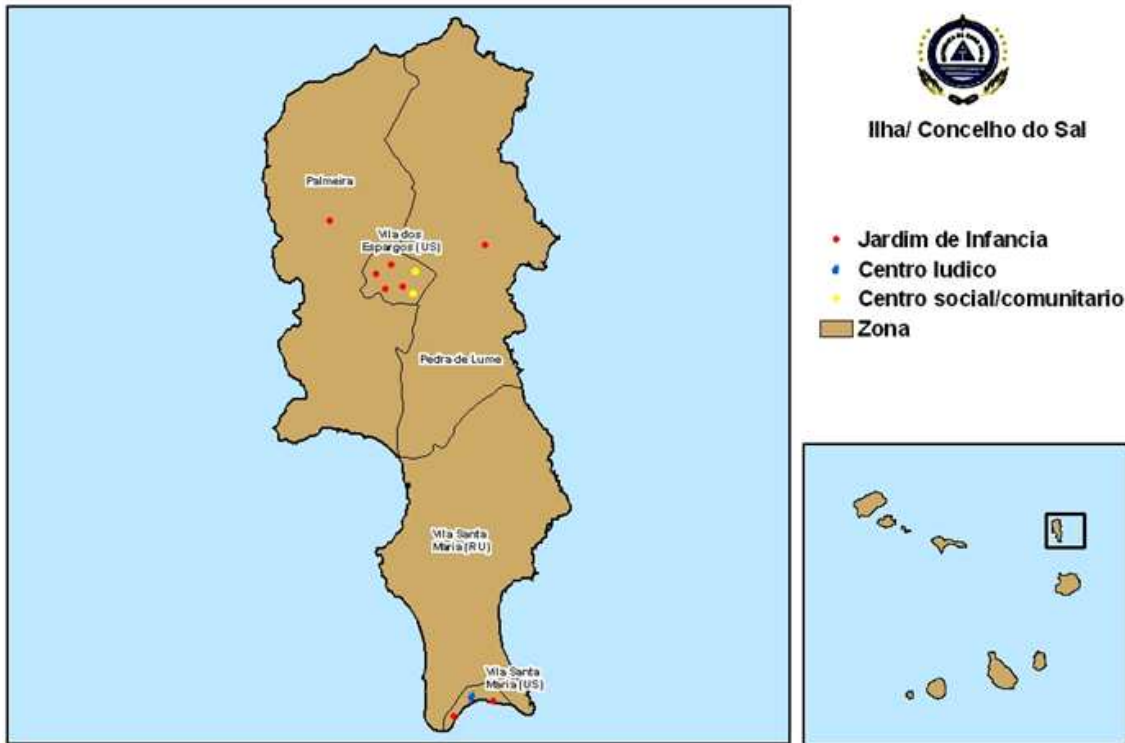 Ilha/ Concelho do Sal
Jardim de Infancia
Centro ludico
Centro social/comunitario
Zona
Palmeira
Vila dos
Espargos (US)
Pedra de Lume
Vila Santa
Maria (RU)
Vila Santa
Maria (US)